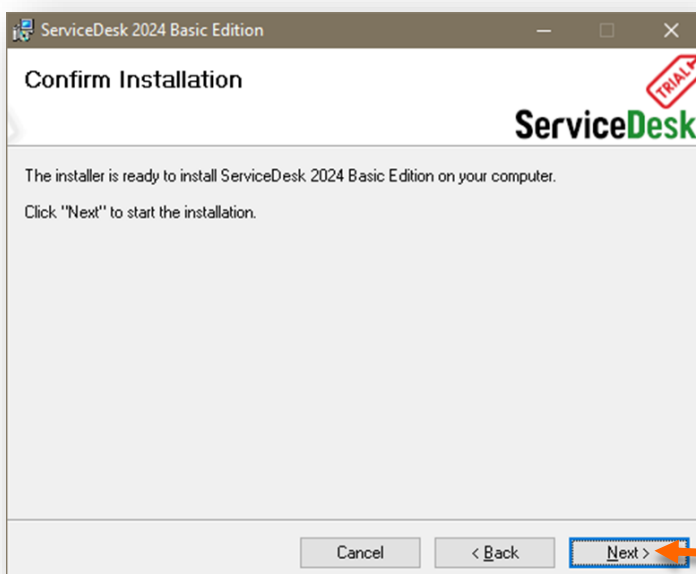 ServiceDesk 2024 Basic Edition
Confirm Installation
TRIAL
ServiceDesk
The installer is ready to install ServiceDesk 2024 Basic Edition on your computer.
Click "Next" to start the installation.
Cancel
< Back
Next >